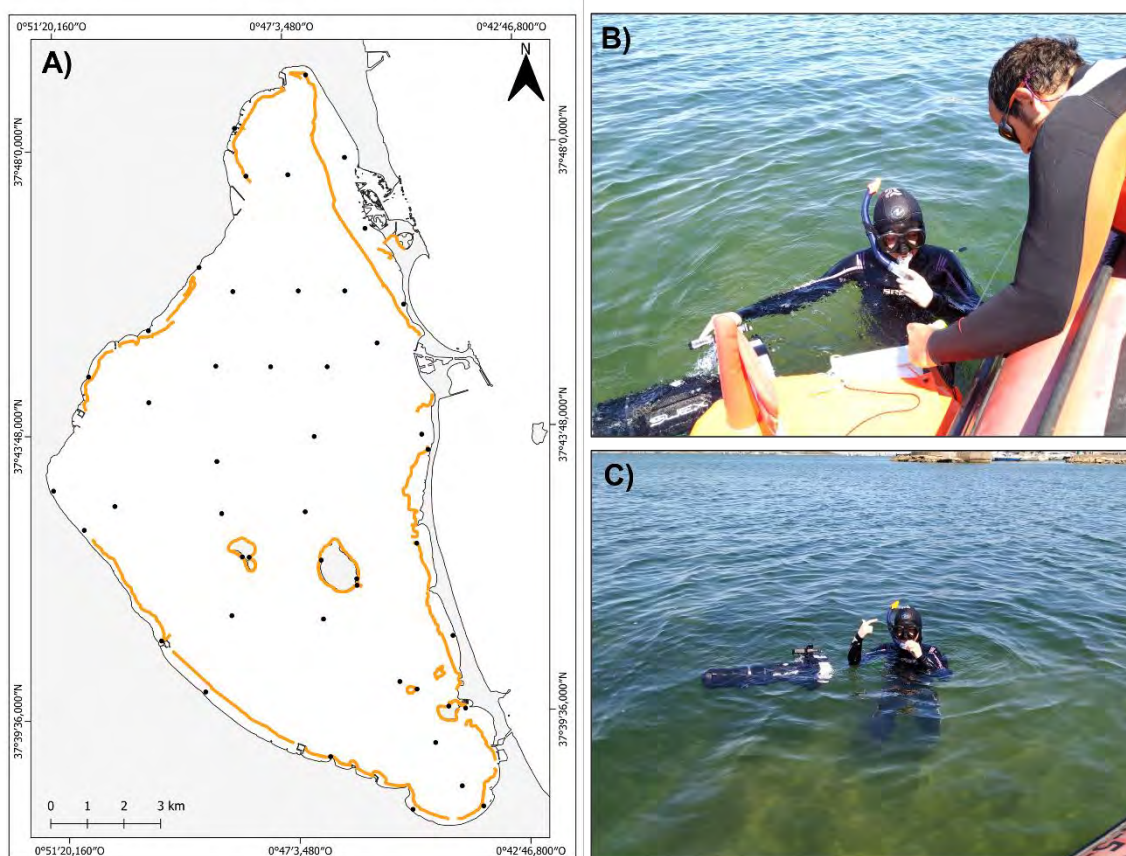 0°51'20,160"O 0°47'3,480"O 0°42'46,800"O
A)
N
B)
37°48'0,000"N 37°48'0,000"N
37°43'48,000"N 37°43'48,000"N
C)
37°39'36,000"N 37°39'36,000"N
0 1 2 3 km
0°51'20,160"O 0°47'3,480"O 0°42'46,800"O